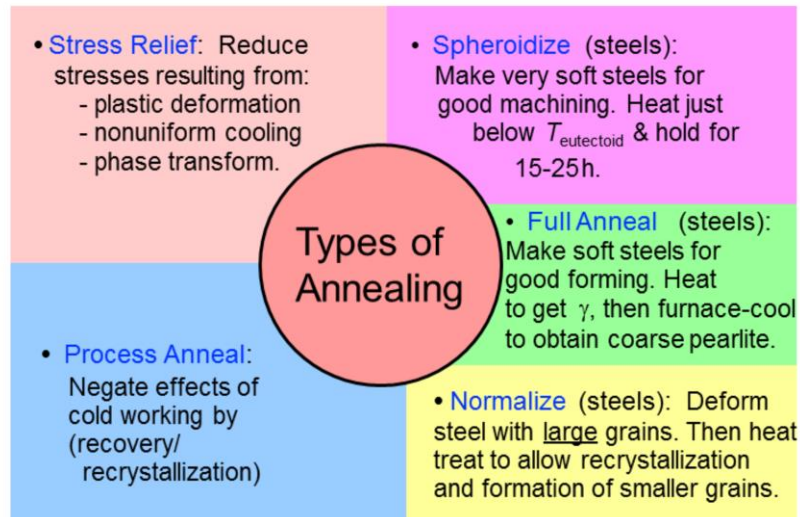 • Stress Relief: Reduce
stresses resulting from:
- plastic deformation
- nonuniform cooling
- phase transform.
• Spheroidize (steels):
Make very soft steels for
good machining. Heat just
below Teutectoid & hold for
15-25h.
Types of
Annealing
• Full Anneal (steels):
Make soft steels for
good forming. Heat
to get γ, then furnace-cool
to obtain coarse pearlite.
• Process Anneal:
Negate effects of
cold working by
(recovery/
recrystallization)
• Normalize (steels): Deform
steel with large grains. Then heat
treat to allow recrystallization
and formation of smaller grains.